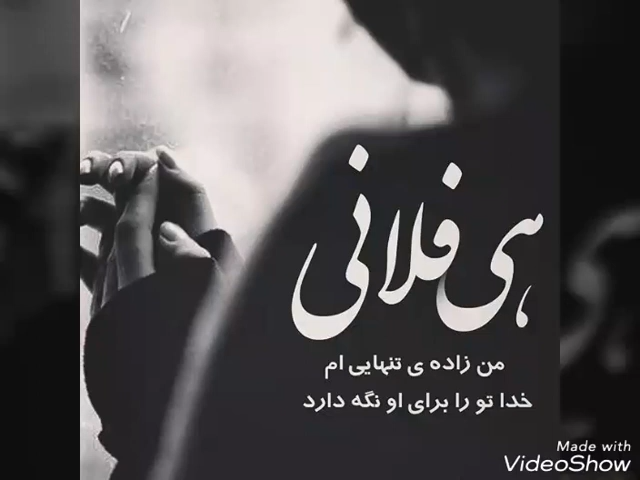 هی فلانی
من زاده ی تنهایی ام
خدا تو را برای او نگه دارد
Made with
VideoShow